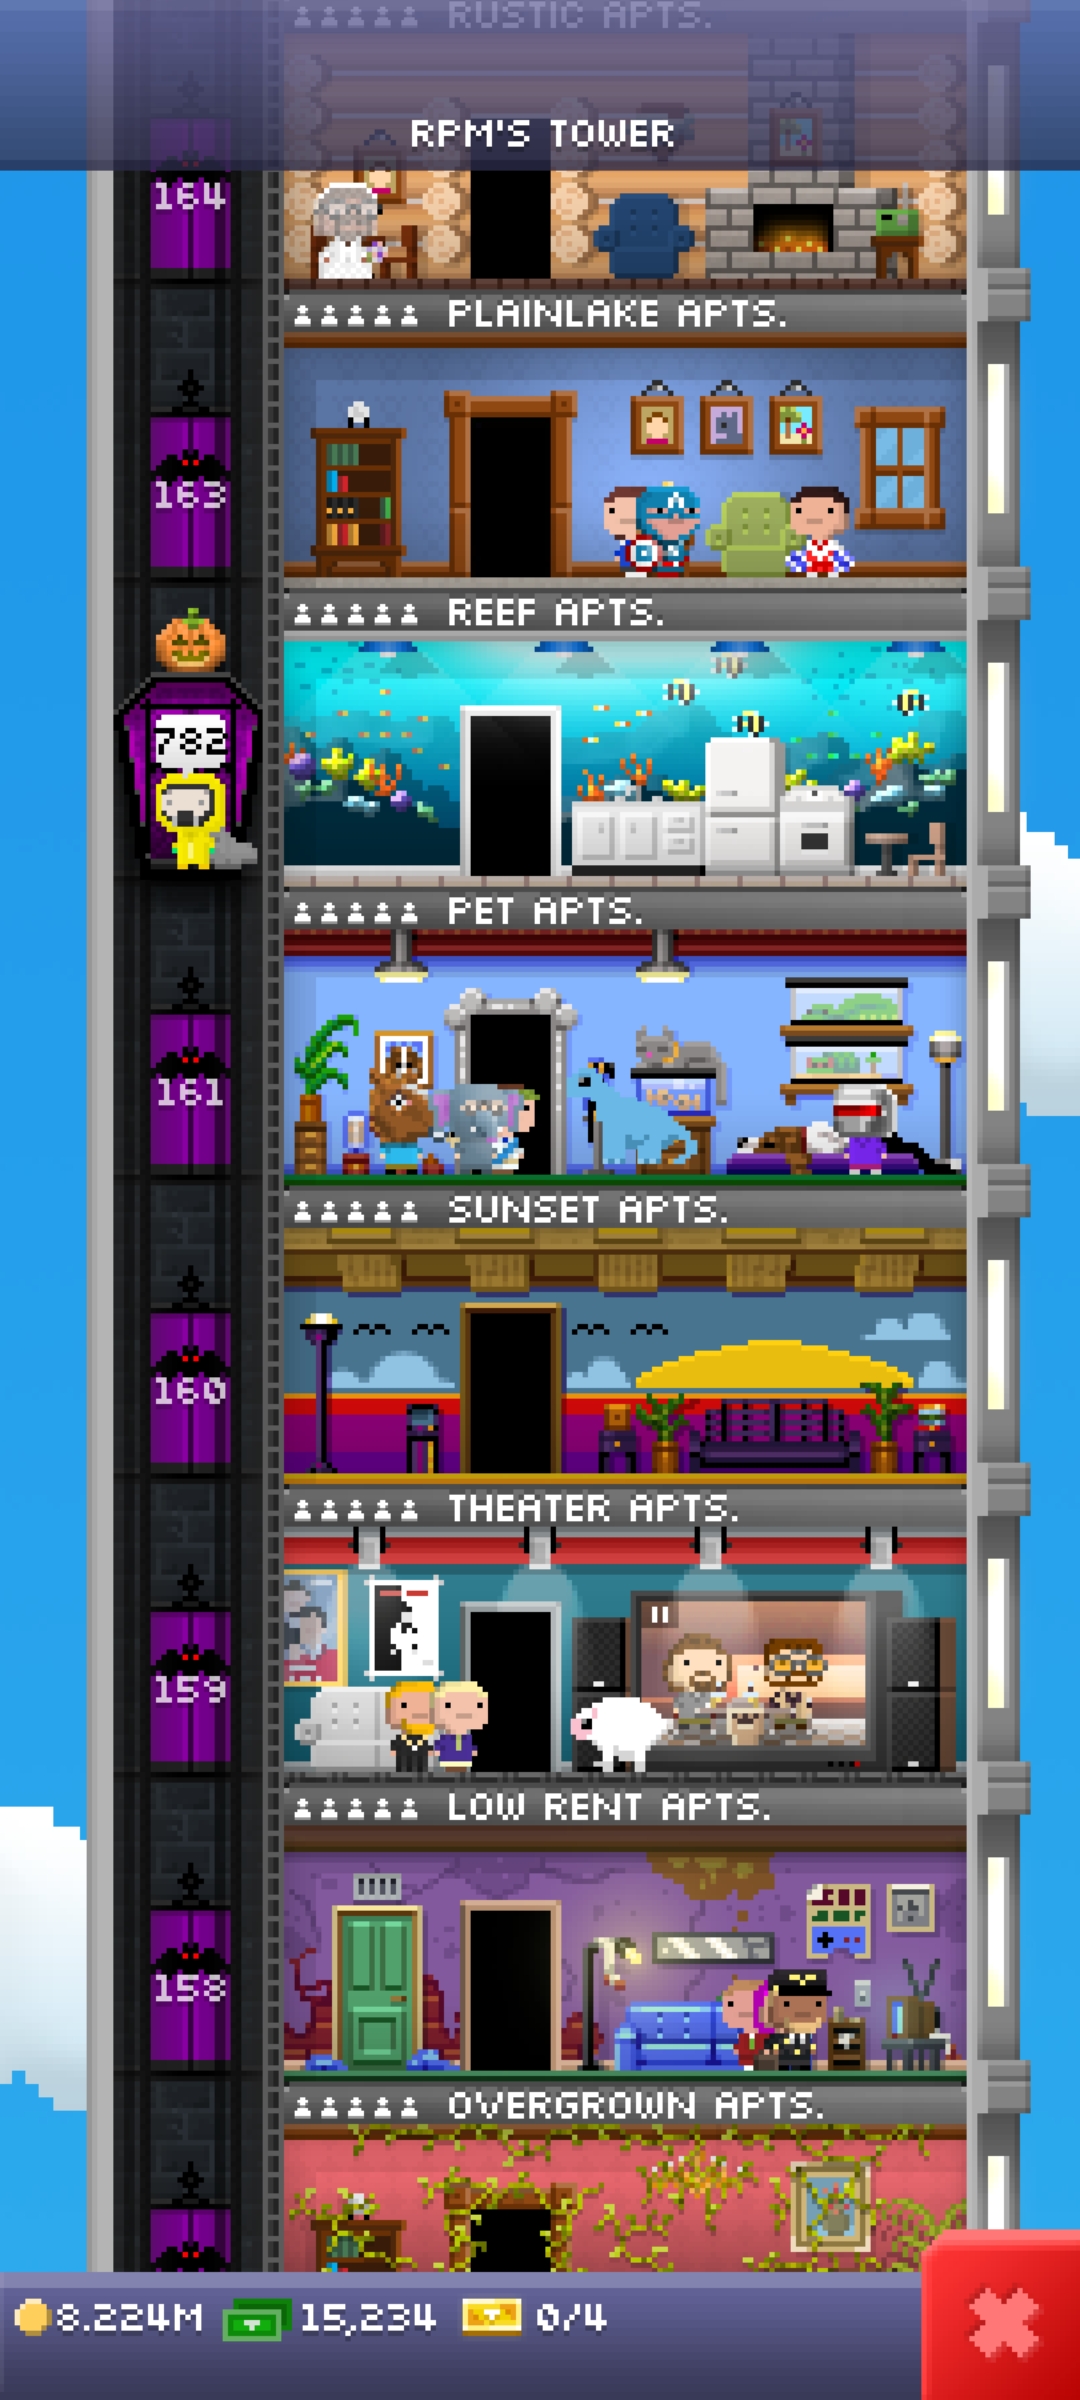 RUSTIC APTS.
RPM'S TOWER
164
PLAINLAKE APTS.
163
REEF APTS.
782
PET APTS.
161
SUNSET APTS.
160
THEATER APTS.
159
LOW RENT APTS.
158
OVERGROWN APTS.
8.224M 15,234 0/4